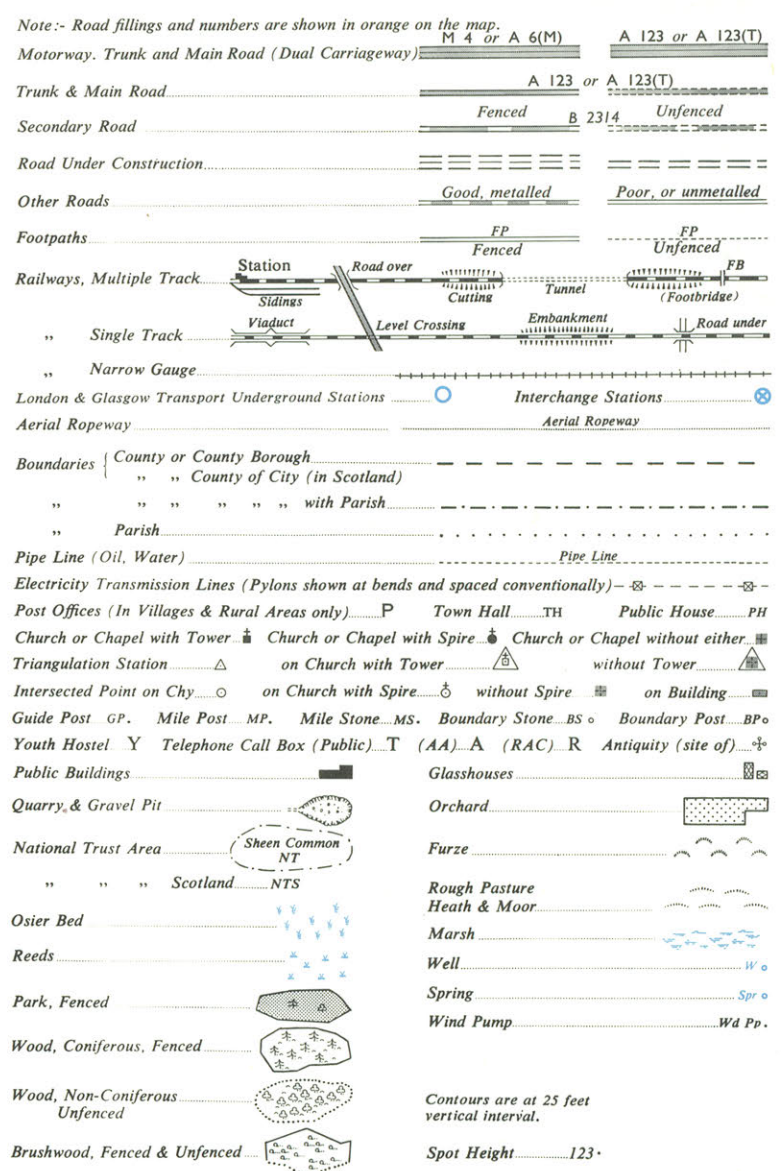 Note:- Road fillings and numbers are shown in orange on the map.
M 4 or A 6(M) A 123 or A 123(T)
Motorway. Trunk and Main Road (Dual Carriageway)
A 123 or A 123(T)
Trunk & Main Road
Fenced B 2314 Unfenced
Secondary Road
Road Under Construction
Good, metalled Poor, or unmetalled
Other Roads
FP FP
Footpaths
Fenced Unfenced
Station Road over FB
Railways, Multiple Track
Sidings Cutting Tunnel (Footbridge)
Viaduct Level Crossing Embankment Road under
„ Single Track
„ Narrow Gauge
London & Glasgow Transport Underground Stations Interchange Stations
Aerial Ropeway Aerial Ropeway
Boundaries { County or County Borough
„ „ County of City (in Scotland)
„ „ „ „ „ „ with Parish
„ Parish
Pipe Line (Oil, Water) Pipe Line
Electricity Transmission Lines (Pylons shown at bends and spaced conventionally)
Post Offices (In Villages & Rural Areas only) P Town Hall TH Public House PH
Church or Chapel with Tower Church or Chapel with Spire Church or Chapel without either
Triangulation Station on Church with Tower without Tower
Intersected Point on Chy on Church with Spire without Spire on Building
Guide Post GP. Mile Post MP. Mile Stone MS. Boundary Stone BS Boundary Post BP
Youth Hostel Y Telephone Call Box (Public) T (AA) A (RAC) R Antiquity (site of)
Public Buildings Glasshouses
Quarry & Gravel Pit Orchard
National Trust Area Sheen Common NT Furze
„ „ „ Scotland NTS
Rough Pasture
Heath & Moor
Osier Bed Marsh
Reeds Well W
Park, Fenced Spring Spr
Wind Pump Wd Pp.
Wood, Coniferous, Fenced
Wood, Non-Coniferous
Unfenced
Contours are at 25 feet
vertical interval.
Brushwood, Fenced & Unfenced Spot Height 123·